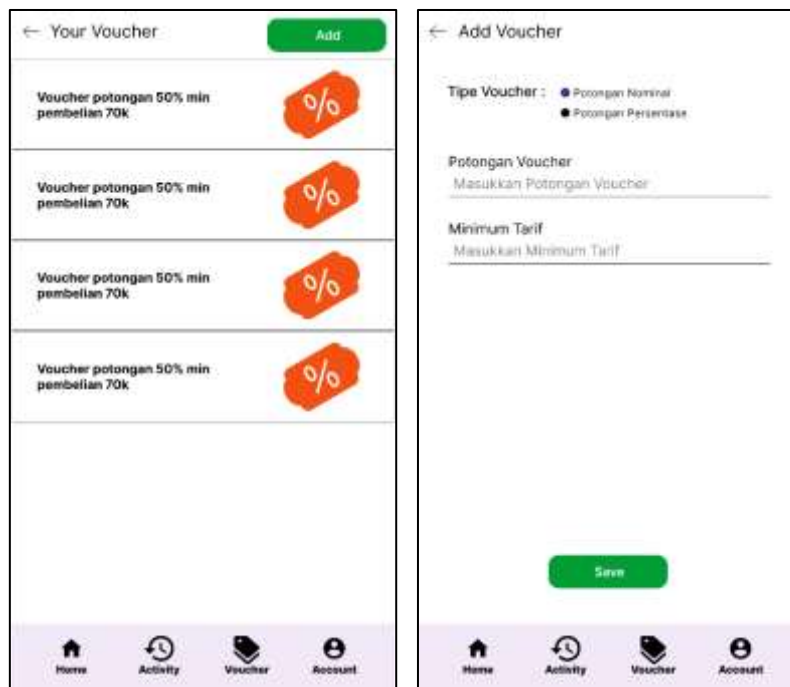 ← Your Voucher
Add
Voucher potongan 50% min
pembelian 70k
%
Voucher potongan 50% min
pembelian 70k
%
Voucher potongan 50% min
pembelian 70k
%
Voucher potongan 50% min
pembelian 70k
%
Home Activity Voucher Account
← Add Voucher
Tipe Voucher : Potongan Nominal
Potongan Persentase
Potongan Voucher
Masukkan Potongan Voucher
Minimum Tarif
Masukkan Minimum Tarif
Save
Home Activity Voucher Account